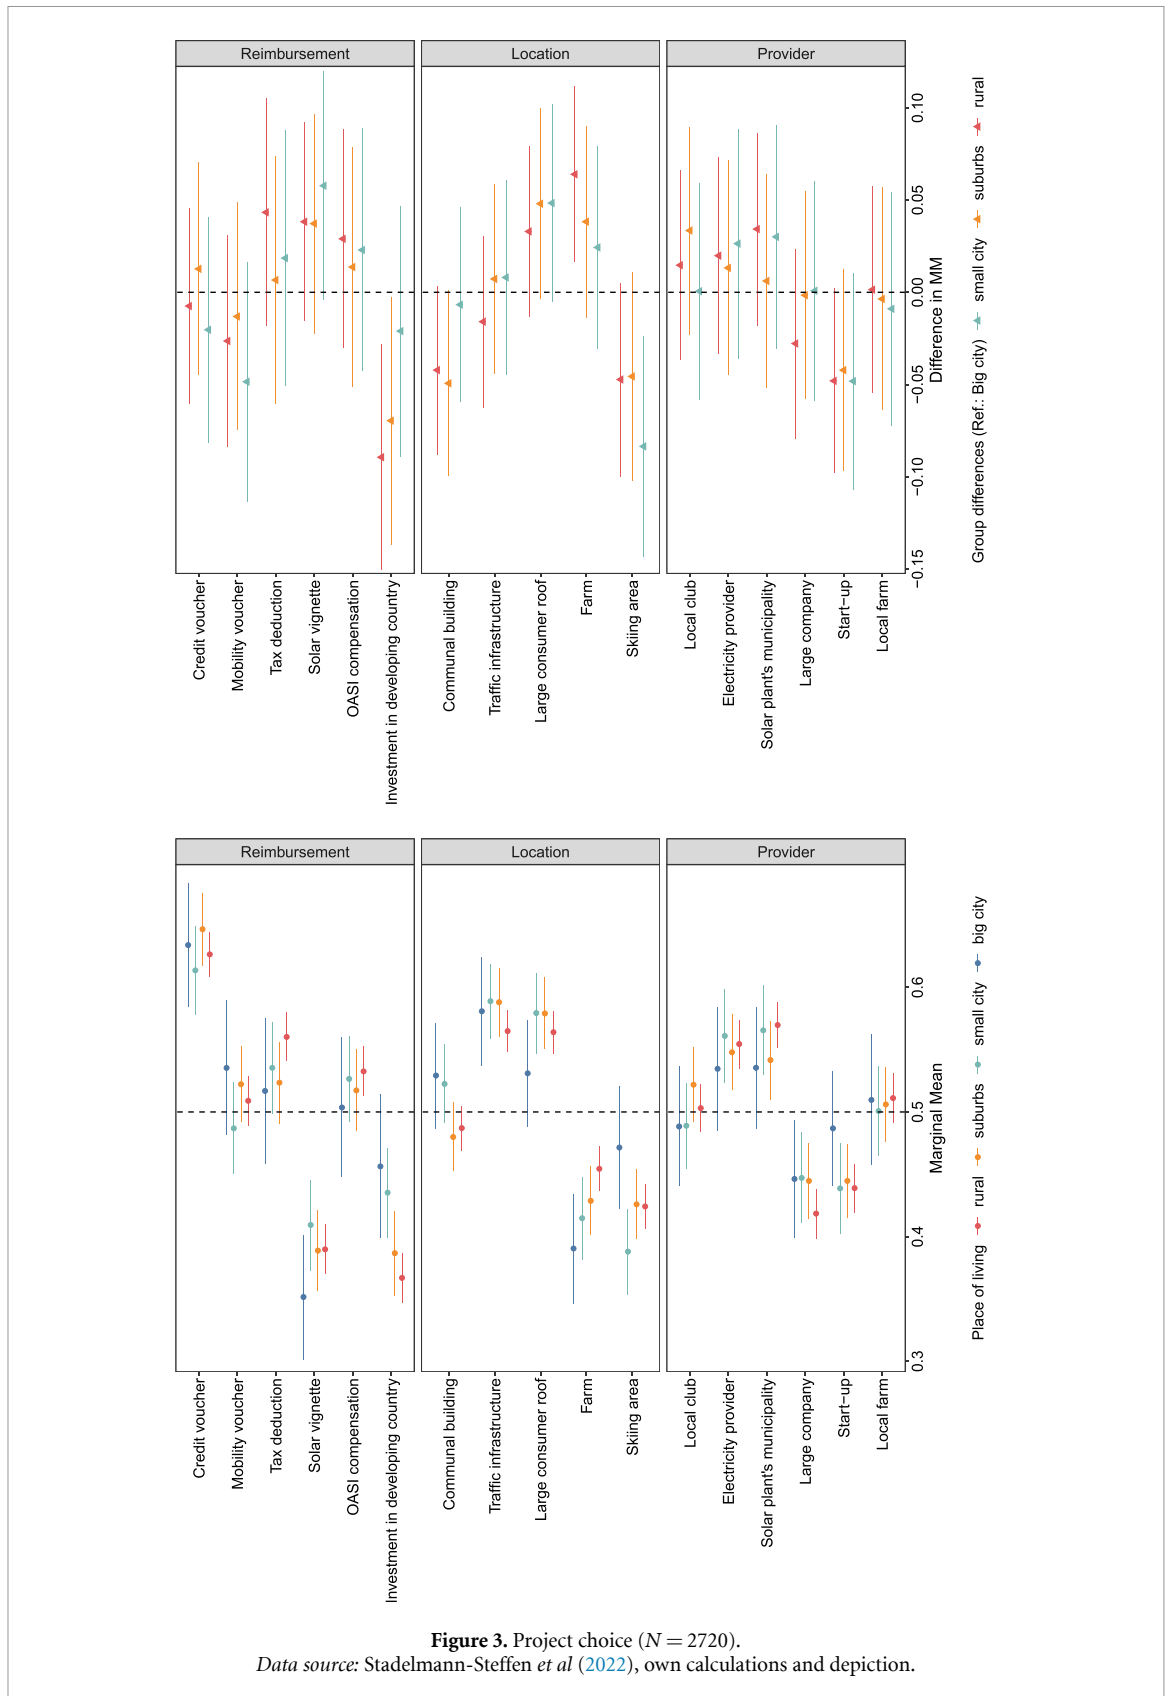 Reimbursement
Location
Provider
Credit voucher
Mobility voucher
Tax deduction
Solar vignette
OASI compensation
Investment in developing country
Communal building
Traffic infrastructure
Large consumer roof
Farm
Skiing area
Local club
Electricity provider
Solar plant's municipality
Large company
Start−up
Local farm
−0.15
−0.10
−0.05
0.00
0.05
0.10
Difference in MM
Group differences (Ref.: Big city) small city suburbs rural
Reimbursement
Location
Provider
Credit voucher
Mobility voucher
Tax deduction
Solar vignette
OASI compensation
Investment in developing country
Communal building
Traffic infrastructure
Large consumer roof
Farm
Skiing area
Local club
Electricity provider
Solar plant's municipality
Large company
Start−up
Local farm
0.3
0.4
0.5
0.6
Marginal Mean
Place of living rural suburbs small city big city
Figure 3. Project choice (N = 2720).
Data source: Stadelmann-Steffen et al (2022), own calculations and depiction.